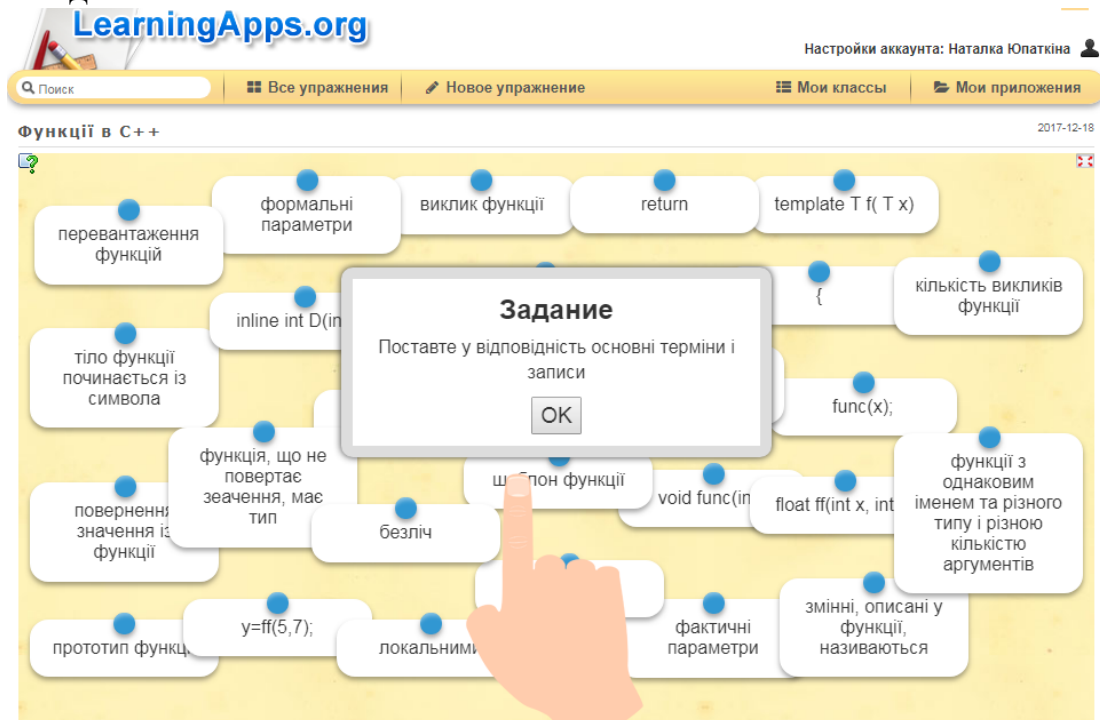 LearningApps.org
Настройки аккаунта: Наталка Юпаткіна
Поиск
Все упражнения
Новое упражнение
Мои классы
Мои приложения
Функції в C++
2017-12-18
перевантаження
функцій
формальні
параметри
виклик функції
return
template T f( T x)
inline int D(in
{
кількість викликів
функції
Задание
Поставте у відповідність основні терміни і
записи
OK
тіло функції
починається із
символа
func(x);
функція, що не
повертає
зеачення, має
тип
шаблон функції
void func(in
float ff(int x, int
функції з
однаковим
іменем та різного
типу і різною
кількістю
аргументів
повернення
значення із
функції
безліч
прототип
y=ff(5,7);
локальними
фактичні
параметри
змінні, описані у
функції,
називаються